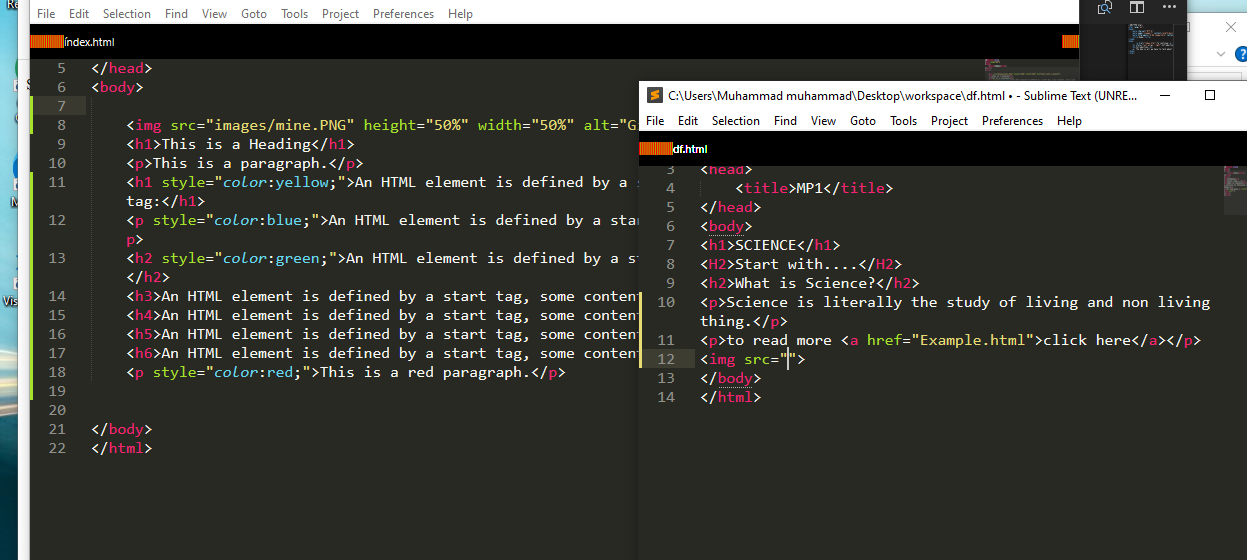 Re
File Edit Selection Find View Goto Tools Project Preferences Help
index.html
5 </head>
6 <body>
7
8 <img src="images/mine.PNG" height="50%" width="50%" alt="G
9 <h1>This is a Heading</h1>
10 <p>This is a paragraph.</p>
11 <h1 style="color:yellow;">An HTML element is defined by a s
tag:</h1>
12 <p style="color:blue;">An HTML element is defined by a star
p>
13 <h2 style="color:green;">An HTML element is defined by a st
</h2>
14 <h3>An HTML element is defined by a start tag, some conten
15 <h4>An HTML element is defined by a start tag, some conten
16 <h5>An HTML element is defined by a start tag, some conten
17 <h6>An HTML element is defined by a start tag, some conten
18 <p style="color:red;">This is a red paragraph.</p>
19
20
21 </body>
22 </html>
Vis
C:\Users\Muhammad muhammad\Desktop\workspace\df.html • - Sublime Text (UNRE...
File Edit Selection Find View Goto Tools Project Preferences Help
df.html
3 <head>
4 <title>MP1</title>
5 </head>
6 <body>
7 <h1>SCIENCE</h1>
8 <H2>Start with....</H2>
9 <h2>What is Science?</h2>
10 <p>Science is literally the study of living and non living
thing.</p>
11 <p>to read more <a href="Example.html">click here</a></p>
12 <img src="">
13 </body>
14 </html>